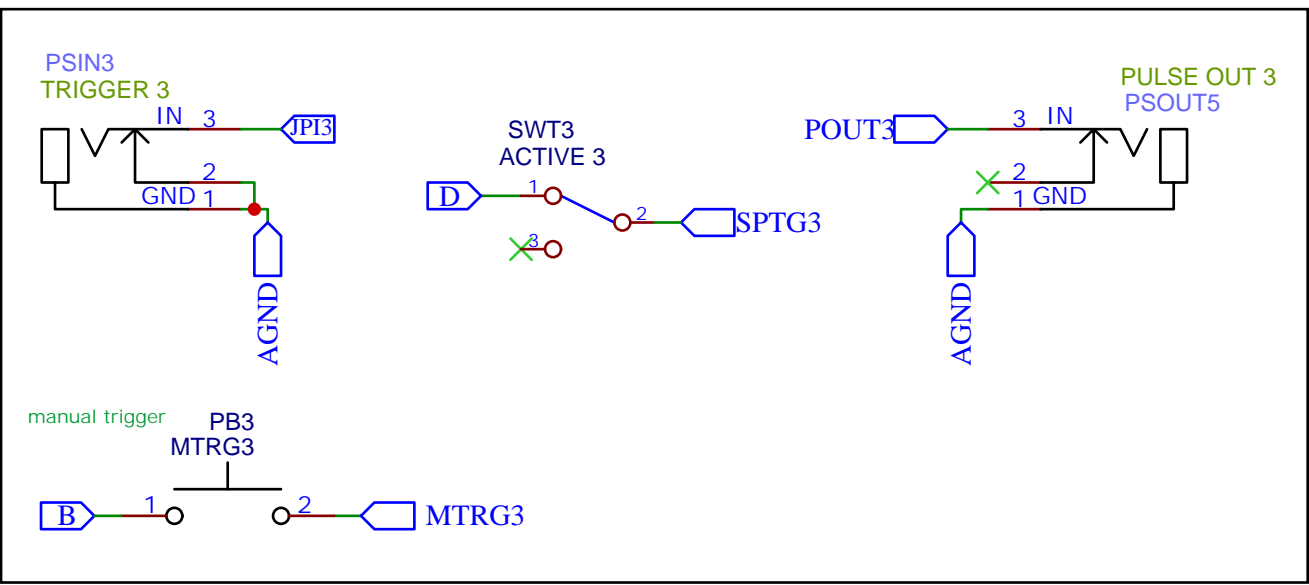 PSIN3
TRIGGER 3
IN 3
JPI3
2
GND 1
AGND
SWT3
ACTIVE 3
D
1
2
SPTG3
3
PULSE OUT 3
PSOUT5
POUT3
3 IN
2
1 GND
AGND
manual trigger
PB3
MTRG3
B
1
2
MTRG3